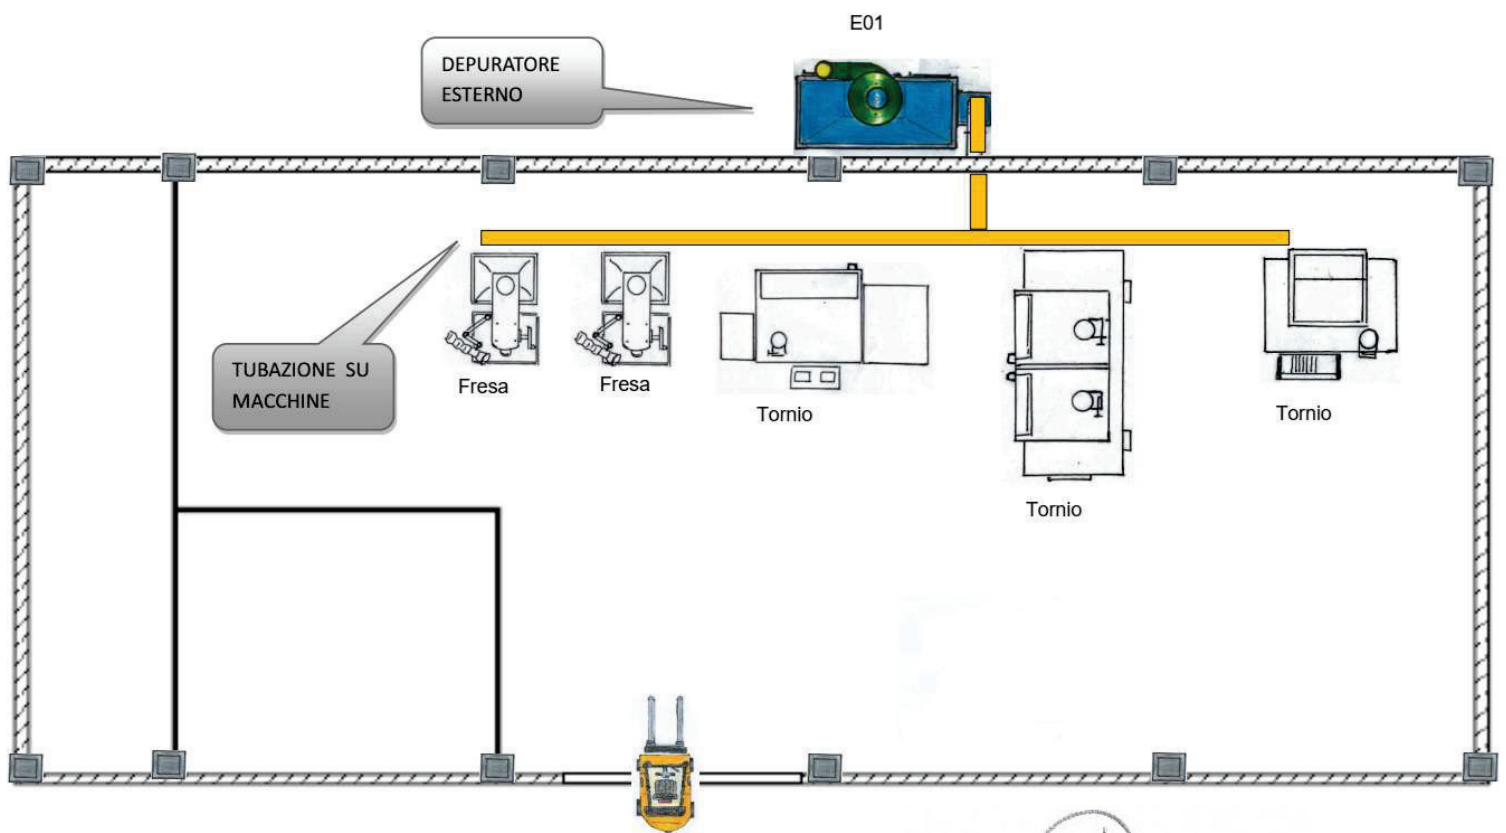 E01
DEPURATORE
ESTERNO
TUBAZIONE SU
MACCHINE
Fresa
Fresa
Tornio
Tornio
Tornio